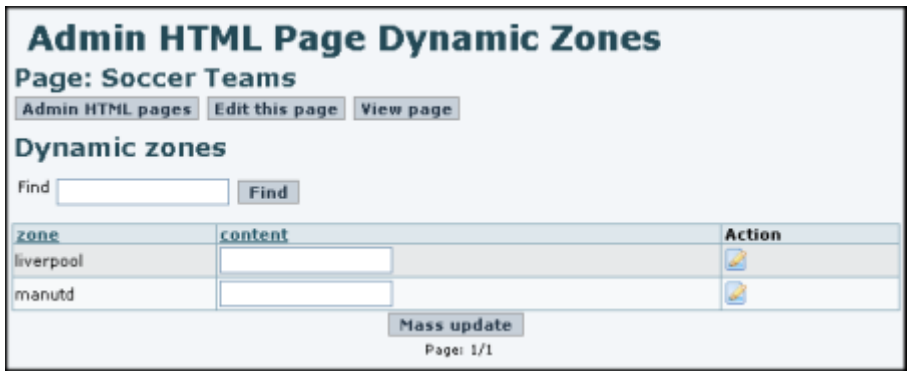 Admin HTML Page Dynamic Zones
Page: Soccer Teams
Admin HTML pages Edit this page View page
Dynamic zones
Find Find
zone content Action
liverpool
manutd
Mass update
Page: 1/1